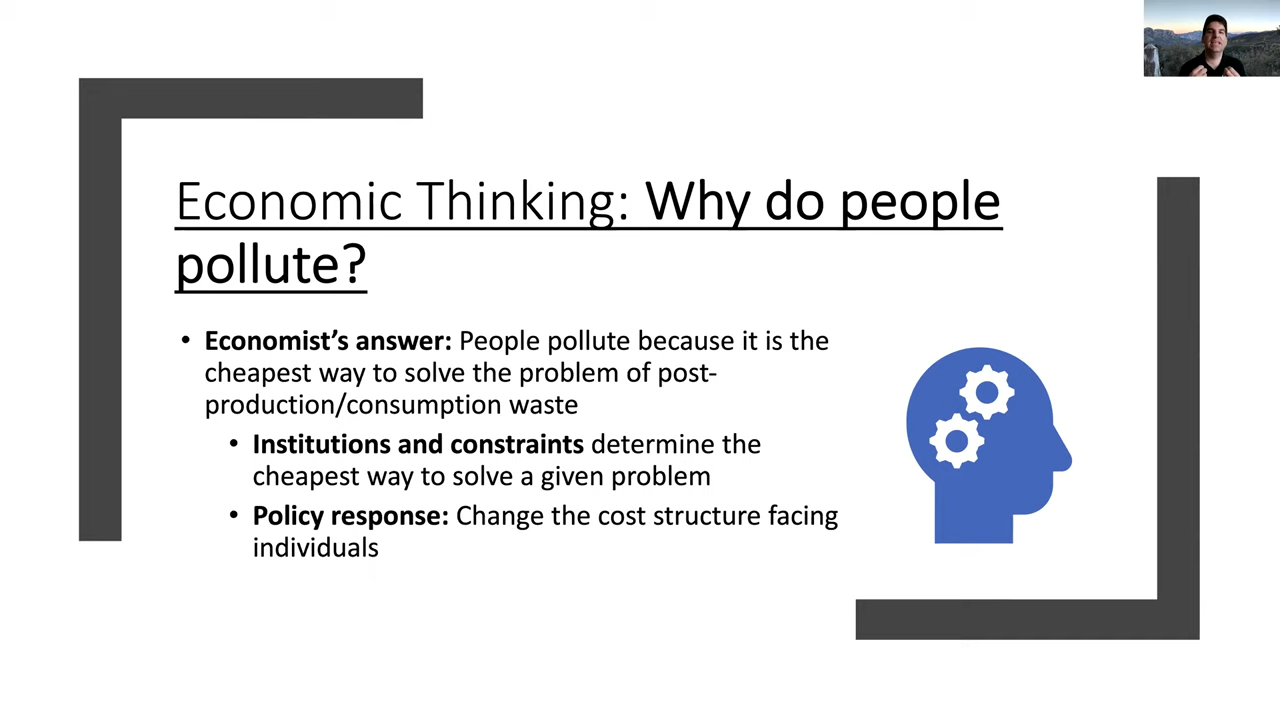 Economic Thinking: Why do people
pollute?
• Economist’s answer: People pollute because it is the
cheapest way to solve the problem of post-
production/consumption waste
• Institutions and constraints determine the
cheapest way to solve a given problem
• Policy response: Change the cost structure facing
individuals